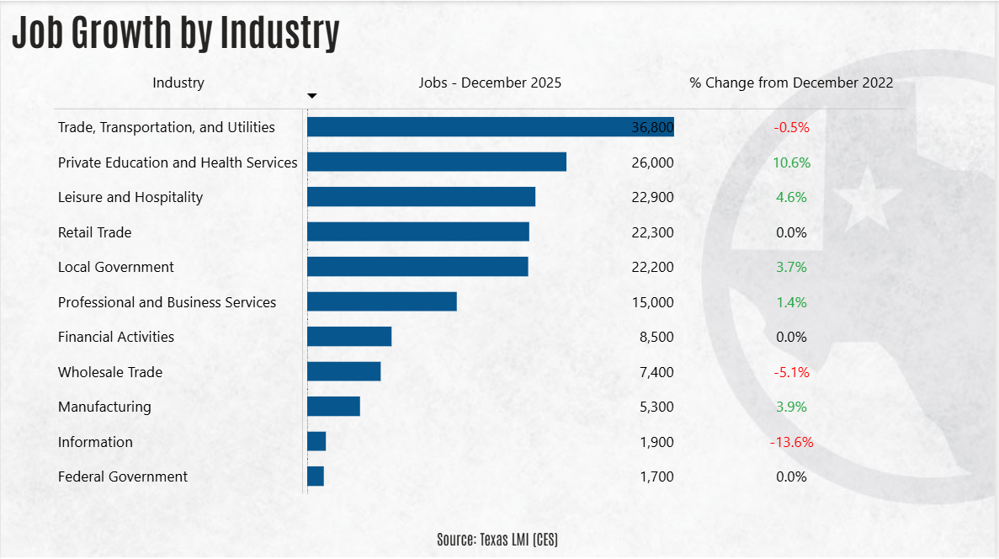 Job Growth by Industry
Industry Jobs - December 2025 % Change from December 2022
Trade, Transportation, and Utilities 36,800 -0.5%
Private Education and Health Services 26,000 10.6%
Leisure and Hospitality 22,900 4.6%
Retail Trade 22,300 0.0%
Local Government 22,200 3.7%
Professional and Business Services 15,000 1.4%
Financial Activities 8,500 0.0%
Wholesale Trade 7,400 -5.1%
Manufacturing 5,300 3.9%
Information 1,900 -13.6%
Federal Government 1,700 0.0%
Source: Texas LMI (CES)